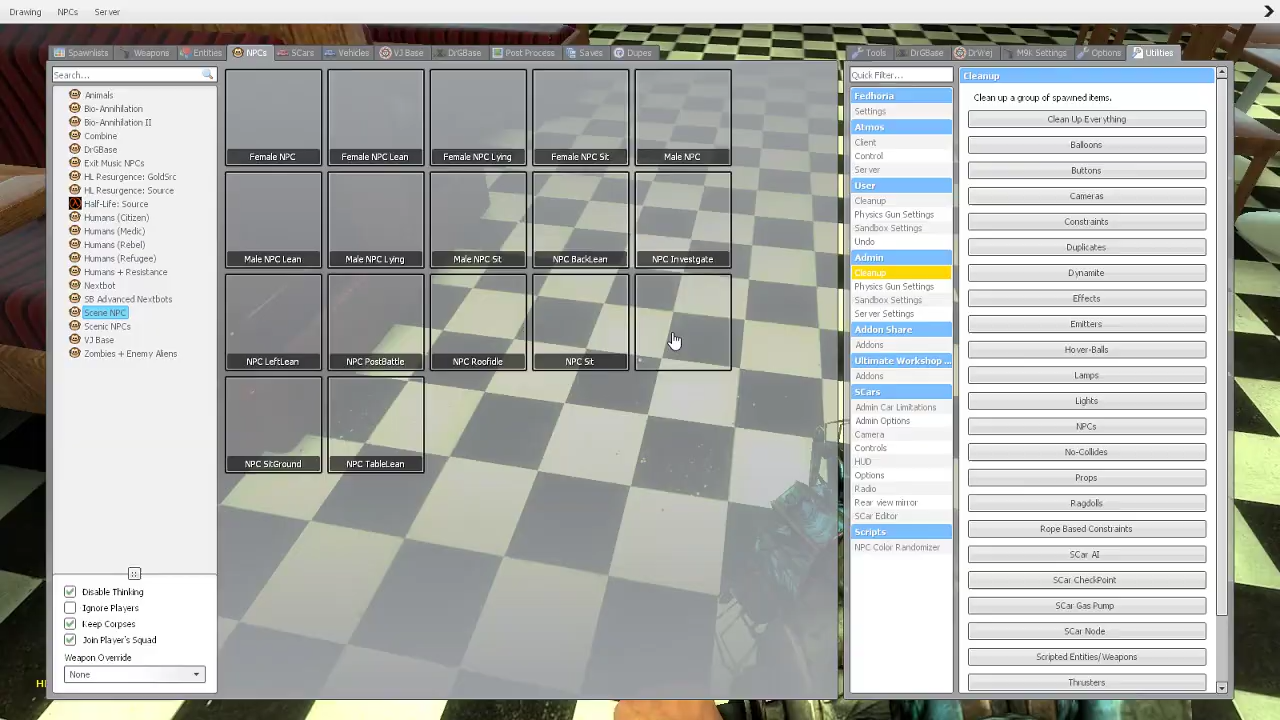 Drawing NPCs Server
Spawnlists Weapons Entities NPCs SCars Vehicles VJ Base DrGBase Post Process Saves Dupes
Tools DrGBase DrVrej M9K Settings Options Utilities
Search...
Animals
Bio-Annihilation
Bio-Annihilation II
Combine
DrGBase
Exit Music NPCs
HL Resurgence: GoldSrc
HL Resurgence: Source
Half-Life: Source
Humans (Citizen)
Humans (Medic)
Humans (Rebel)
Humans (Refugee)
Humans + Resistance
Nextbot
SB Advanced Nextbots
Scene NPC
Scenic NPCs
VJ Base
Zombies + Enemy Aliens
Disable Thinking
Ignore Players
Keep Corpses
Join Player's Squad
Weapon Override
None
Female NPC Female NPC Lean Female NPC Lying Female NPC Sit Male NPC
Male NPC Lean Male NPC Lying Male NPC Sit NPC BackLean NPC Investgate
NPC LeftLean NPC PostBattle NPC Roofidle NPC Sit
NPC SitGround NPC TableLean
Quick Filter...
Fedhoria
Settings
Atmos
Client
Control
Server
User
Cleanup
Physics Gun Settings
Sandbox Settings
Undo
Admin
Cleanup
Physics Gun Settings
Sandbox Settings
Server Settings
Addon Share
Addons
Ultimate Workshop ...
Addons
SCars
Admin Car Limitations
Admin Options
Camera
Controls
HUD
Options
Radio
Rear view mirror
SCar Editor
Scripts
NPC Color Randomizer
Cleanup
Clean up a group of spawned items.
Clean Up Everything
Balloons
Buttons
Cameras
Constraints
Duplicates
Dynamite
Effects
Emitters
Hover-Balls
Lamps
Lights
NPCs
No-Collides
Props
Ragdolls
Rope Based Constraints
SCar AI
SCar CheckPoint
SCar Gas Pump
SCar Node
Scripted Entities/Weapons
Thrusters